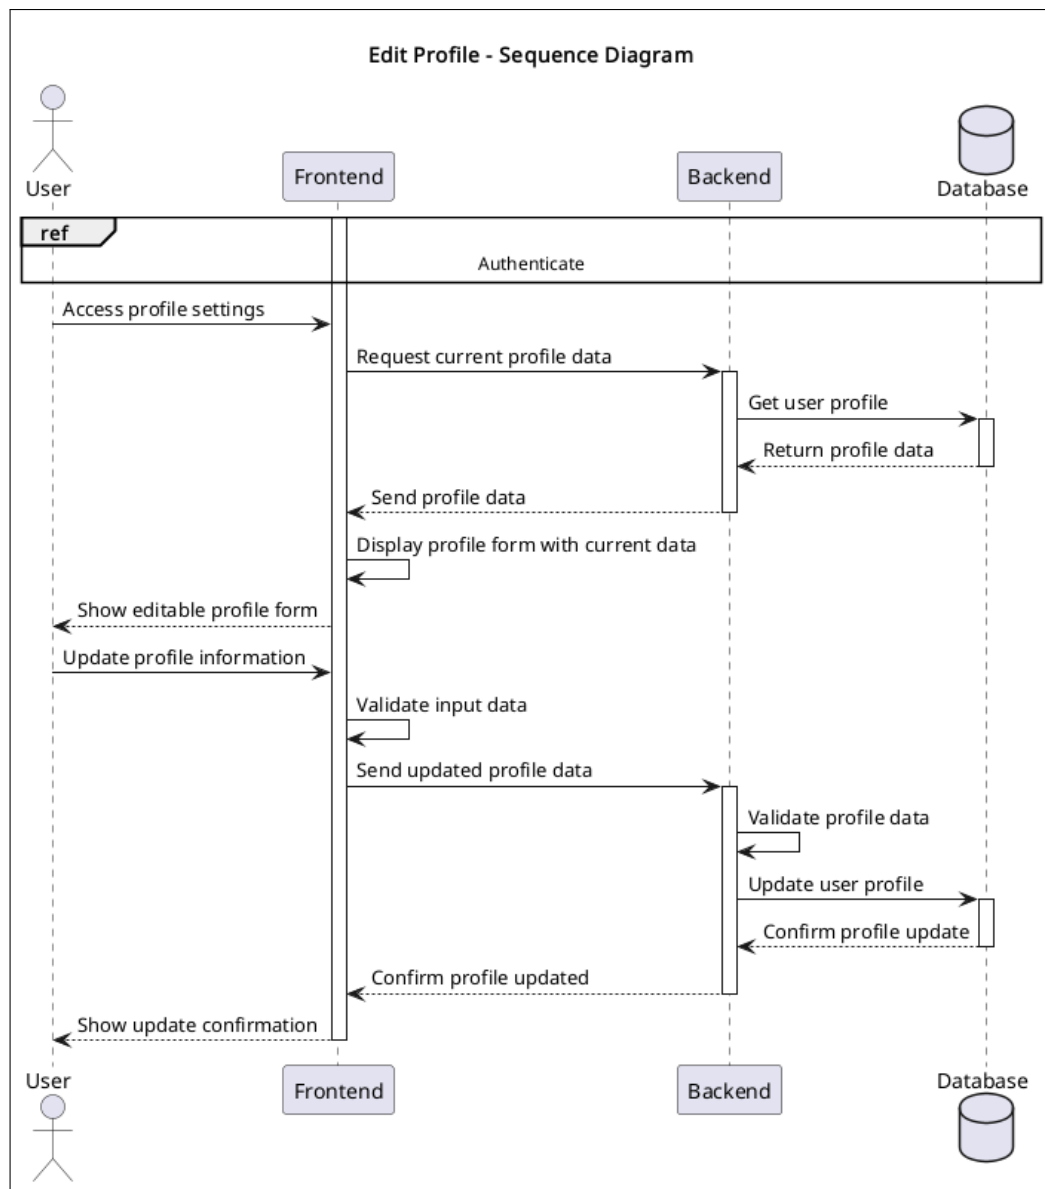 Edit Profile - Sequence Diagram
User
Frontend
Backend
Database
ref
Authenticate
Access profile settings
Request current profile data
Get user profile
Return profile data
Send profile data
Display profile form with current data
Show editable profile form
Update profile information
Validate input data
Send updated profile data
Validate profile data
Update user profile
Confirm profile update
Confirm profile updated
Show update confirmation
User
Frontend
Backend
Database